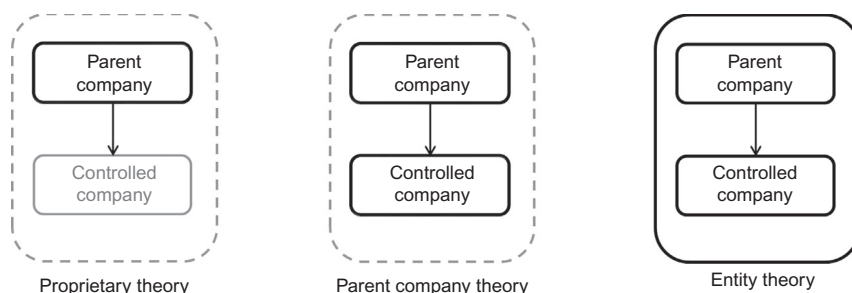 Parent
company
Controlled
company
Proprietary theory
Parent
company
Controlled
company
Parent company theory
Parent
company
Controlled
company
Entity theory